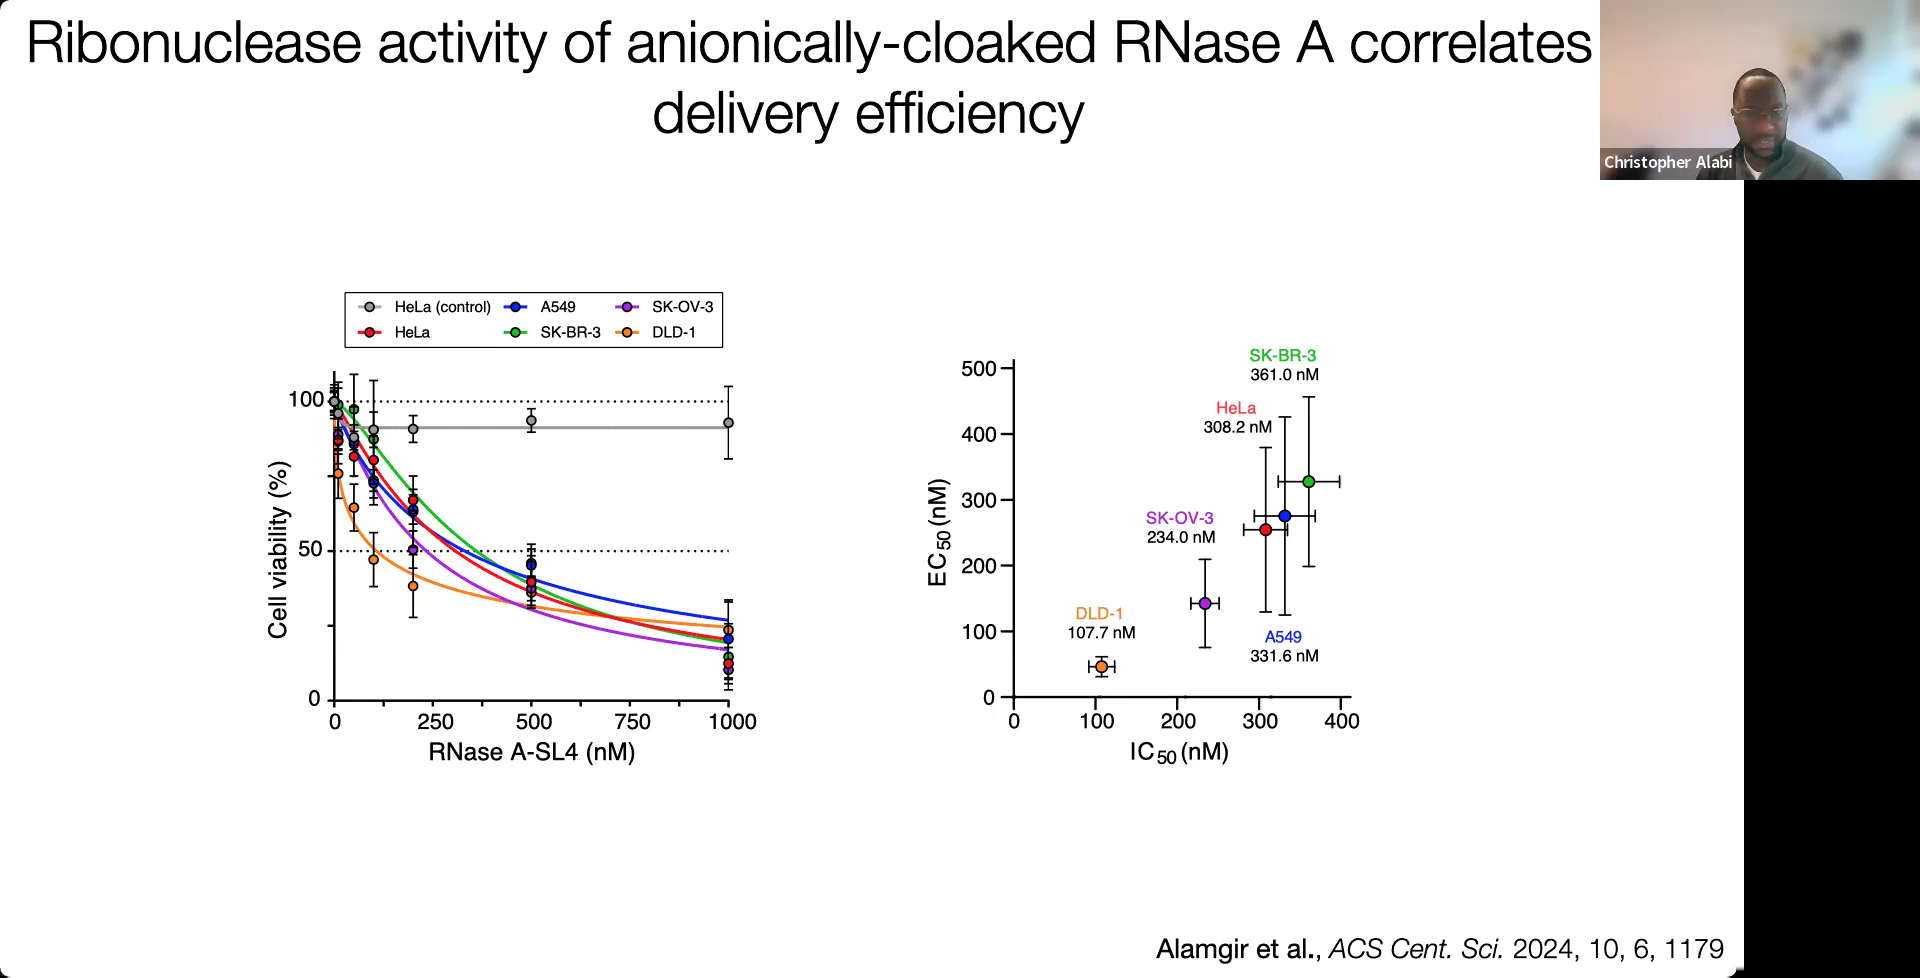 Ribonuclease activity of anionically-cloaked RNase A correlates
delivery efficiency
Christopher Alabi
HeLa (control) A549 SK-OV-3
HeLa SK-BR-3 DLD-1
100
50
0
Cell viability (%)
0 250 500 750 1000
RNase A-SL4 (nM)
500
400
300
200
100
0
EC50 (nM)
SK-BR-3
361.0 nM
HeLa
308.2 nM
SK-OV-3
234.0 nM
DLD-1
107.7 nM
A549
331.6 nM
0 100 200 300 400
IC50 (nM)
Alamgir et al., ACS Cent. Sci. 2024, 10, 6, 1179